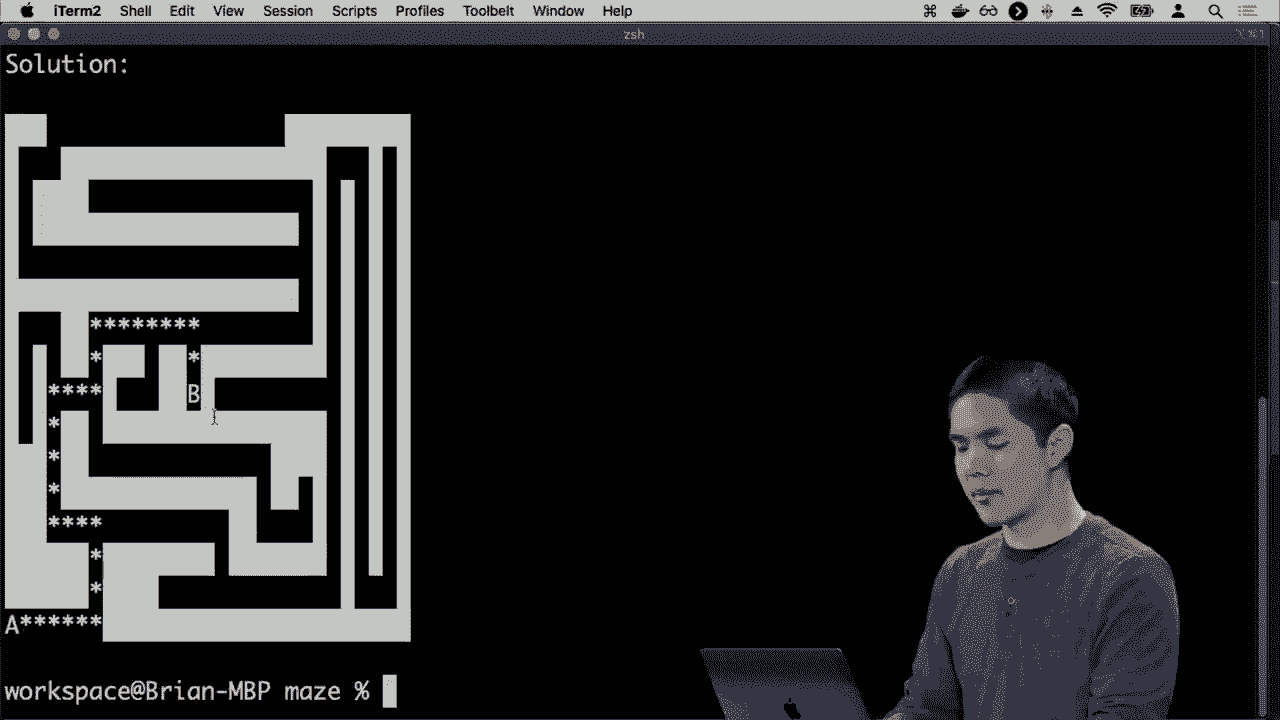 iTerm2 Shell Edit View Session Scripts Profiles Toolbelt Window Help
zsh
Solution:
********
* *
**** B
*
*
*
****
*
*
A******
workspace@Brian-MBP maze %